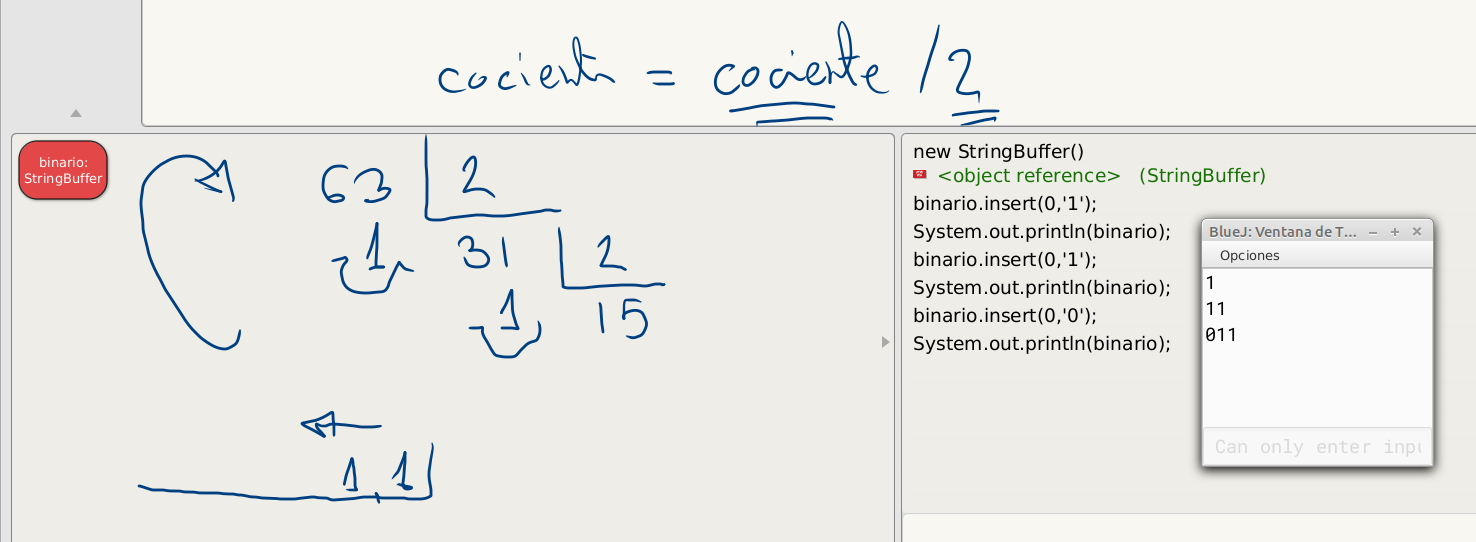 cociente = cociente / 2
binario:
StringBuffer
63 2
1 31 2
1 15
1 1
new StringBuffer()
<object reference> (StringBuffer)
binario.insert(0,'1');
System.out.println(binario);
binario.insert(0,'1');
System.out.println(binario);
binario.insert(0,'0');
System.out.println(binario);
BlueJ: Ventana de T...
Opciones
1
11
011
Can only enter inpu